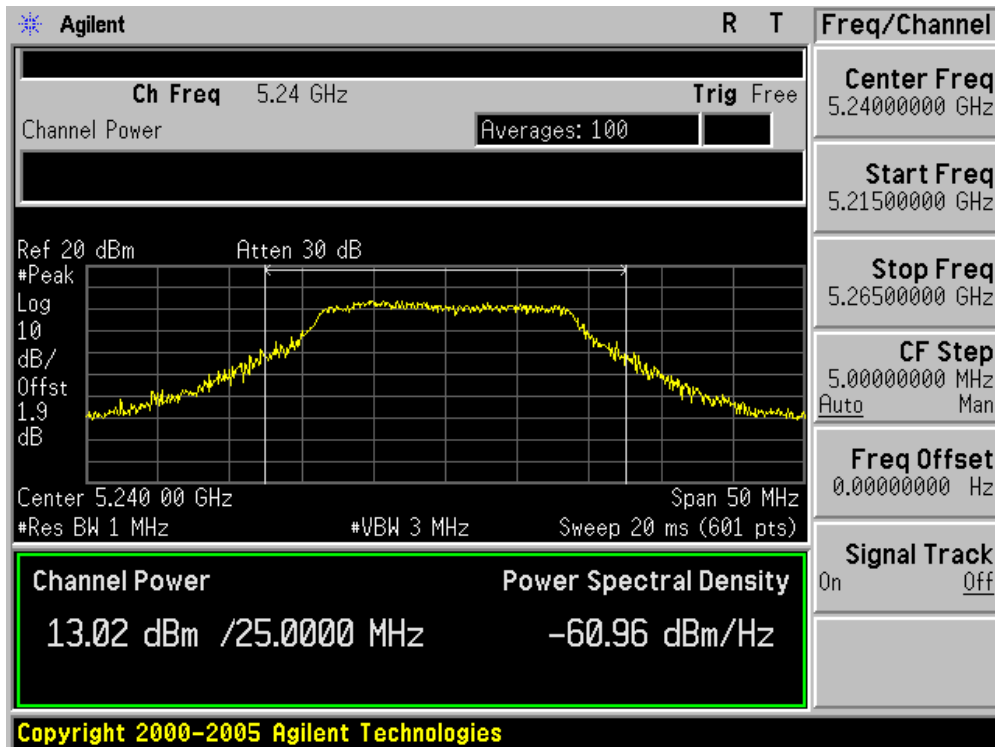 Agilent R T
Freq/Channel
Ch Freq 5.24 GHz Trig Free
Channel Power Averages: 100
Ref 20 dBm Atten 30 dB
#Peak
Log
10
dB/
Offst
1.9
dB
Center 5.240 00 GHz Span 50 MHz
#Res BW 1 MHz #VBW 3 MHz Sweep 20 ms (601 pts)
Channel Power Power Spectral Density
13.02 dBm /25.0000 MHz -60.96 dBm/Hz
Center Freq
5.24000000 GHz
Start Freq
5.21500000 GHz
Stop Freq
5.26500000 GHz
CF Step
5.00000000 MHz
Auto Man
Freq Offset
0.00000000 Hz
Signal Track
On Off
Copyright 2000-2005 Agilent Technologies